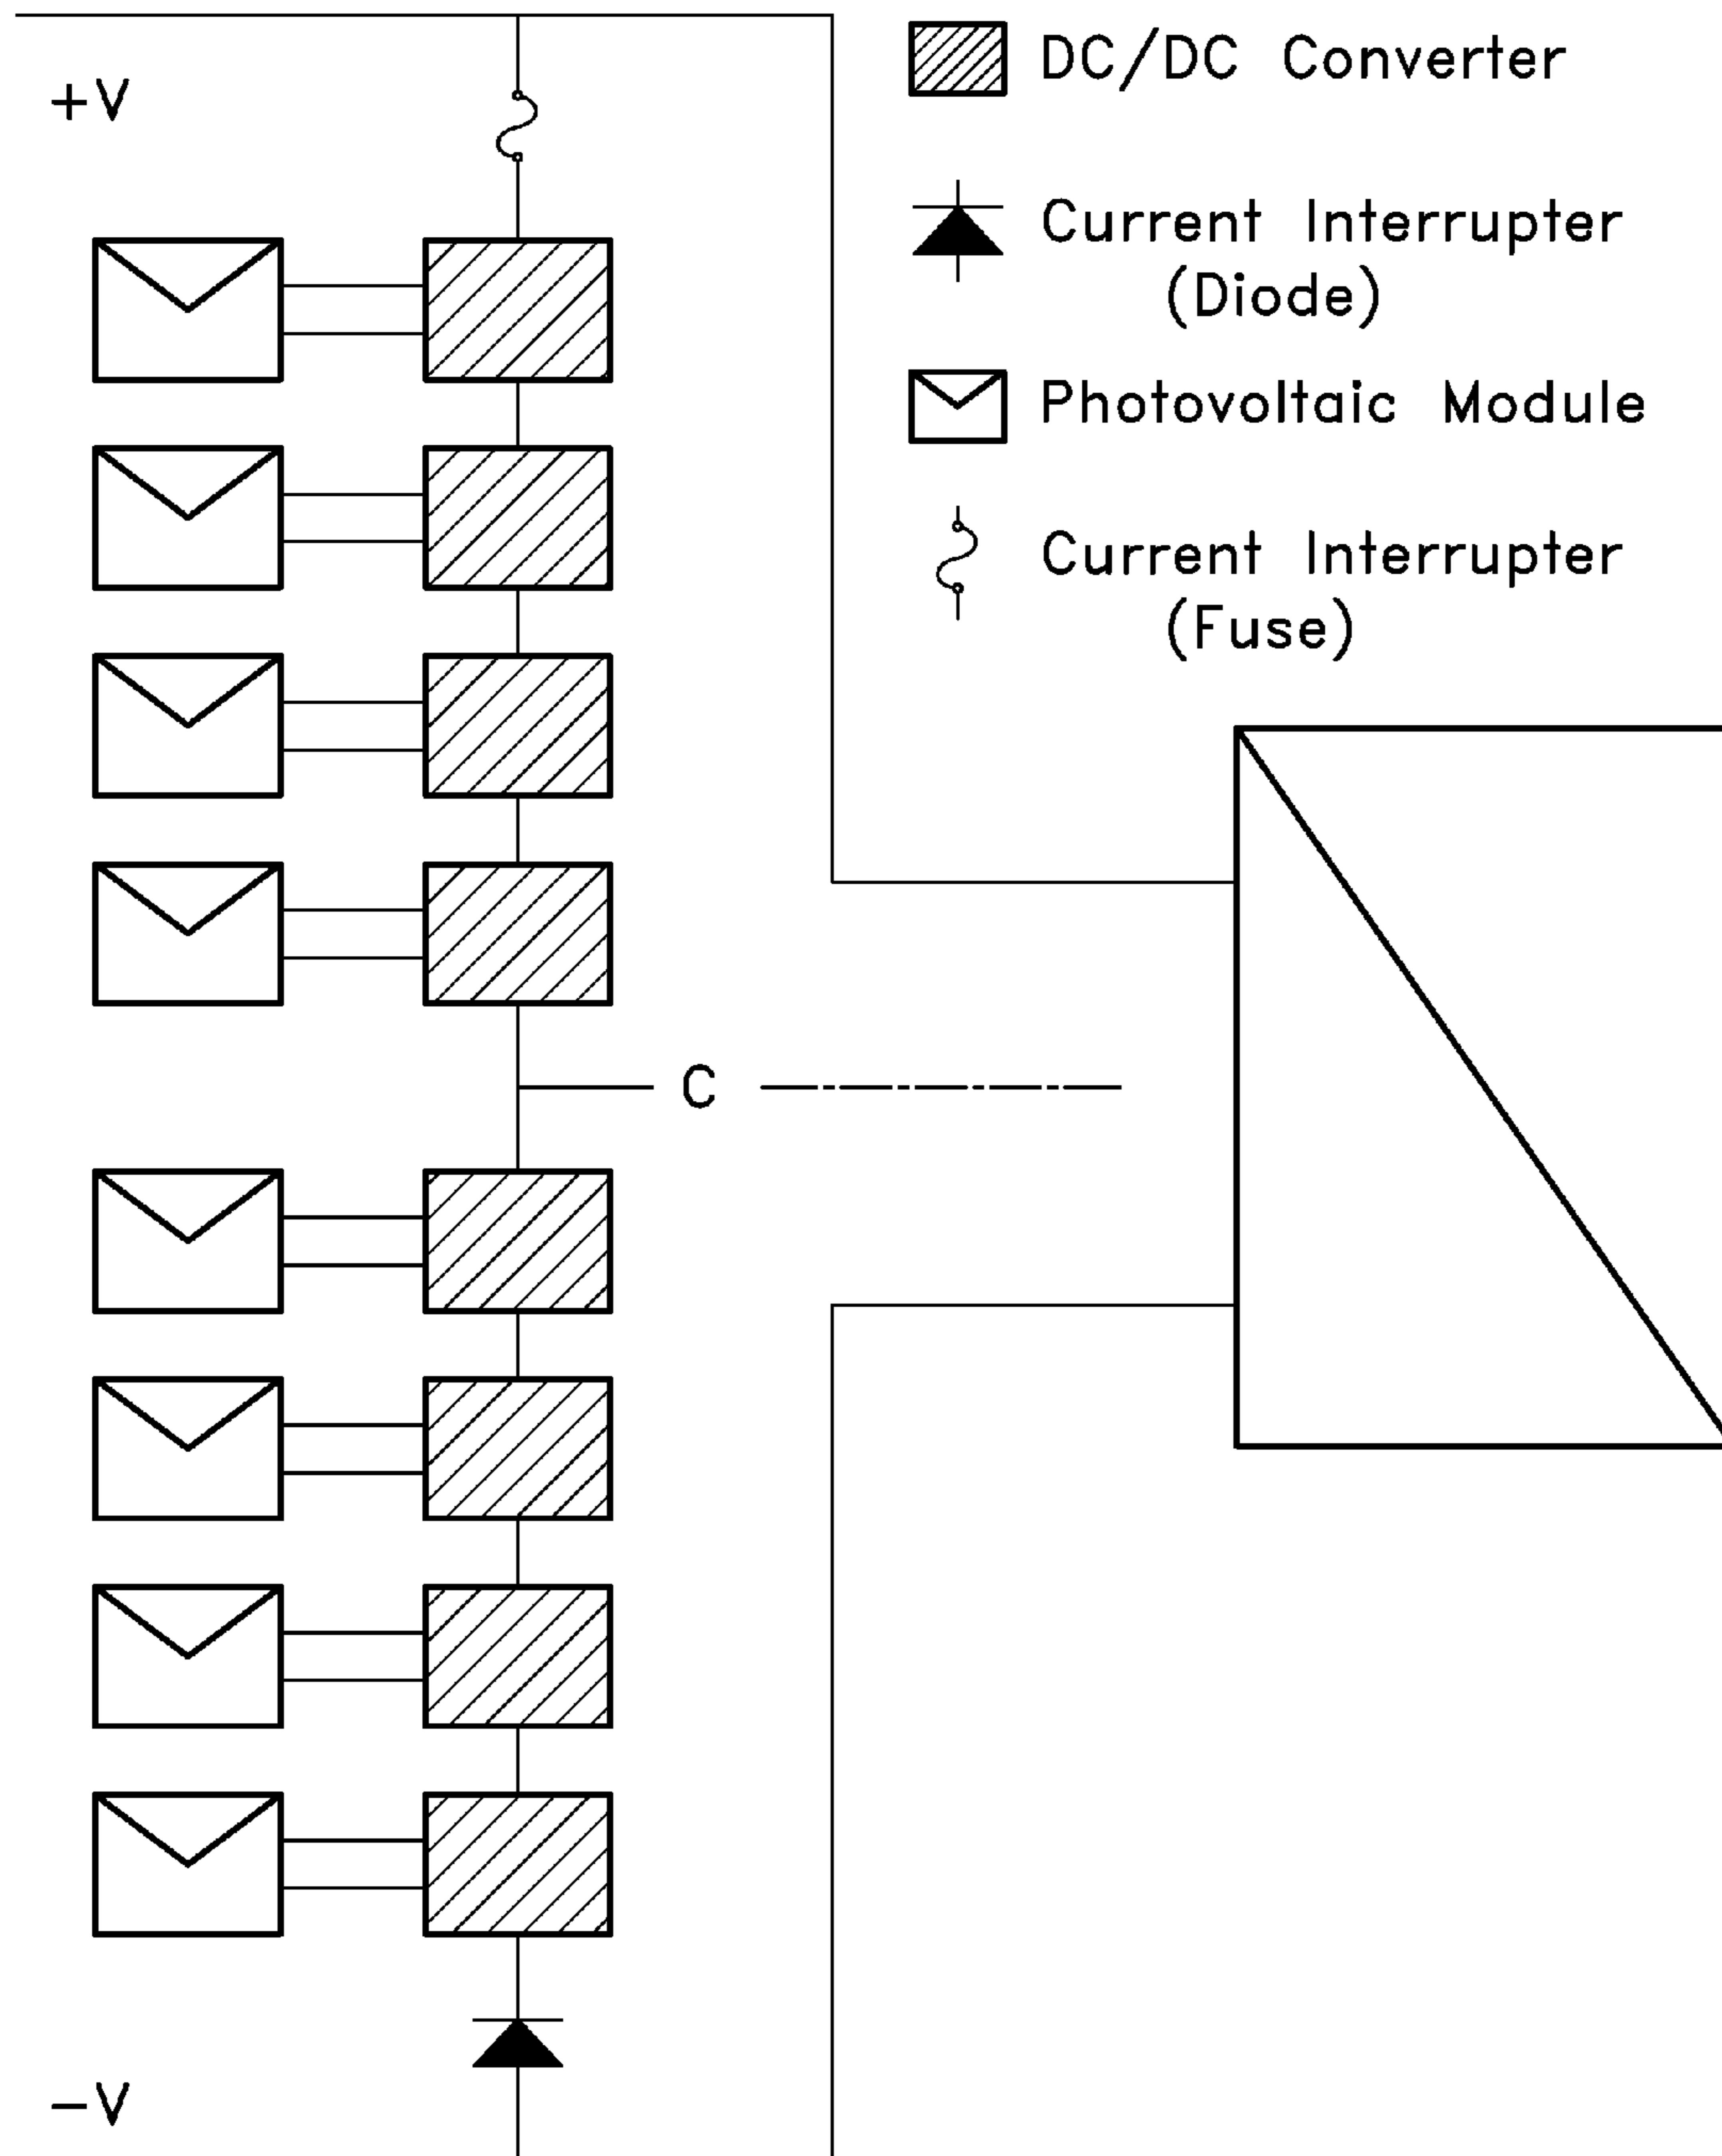 +V
DC/DC Converter
Current Interrupter
(Diode)
Photovoltaic Module
Current Interrupter
(Fuse)
C
-V